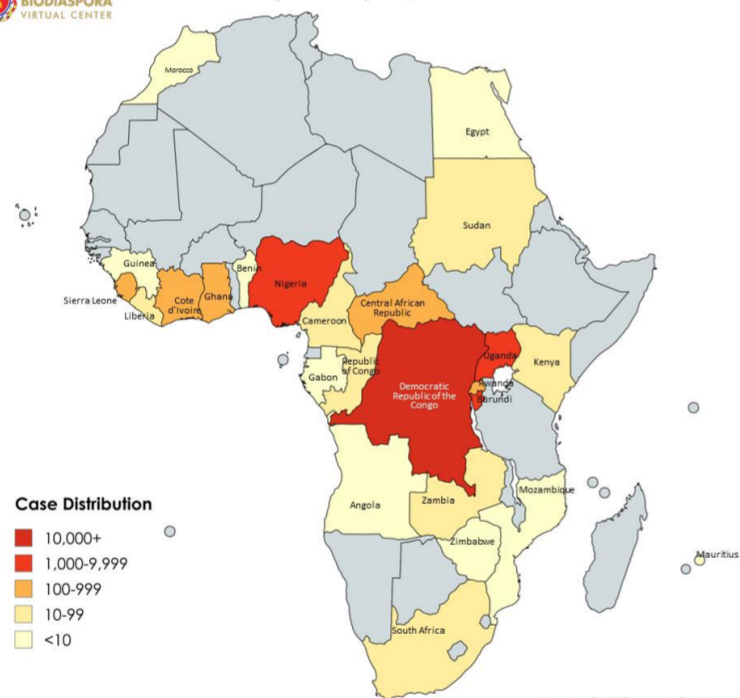 BIODIASPORA
VIRTUAL CENTER
Morocco
Egypt
Sudan
Guinea
Benin
Nigeria
Sierra Leone
Cote
d'Ivoire
Ghana
Liberia
Cameroon
Central African
Republic
Uganda
Kenya
Republic
of Congo
Gabon
Rwanda
Burundi
Democratic
Republic of the
Congo
Angola
Zambia
Mozambique
Zimbabwe
Mauritius
South Africa
Case Distribution
10,000+
1,000-9,999
100-999
10-99
<10